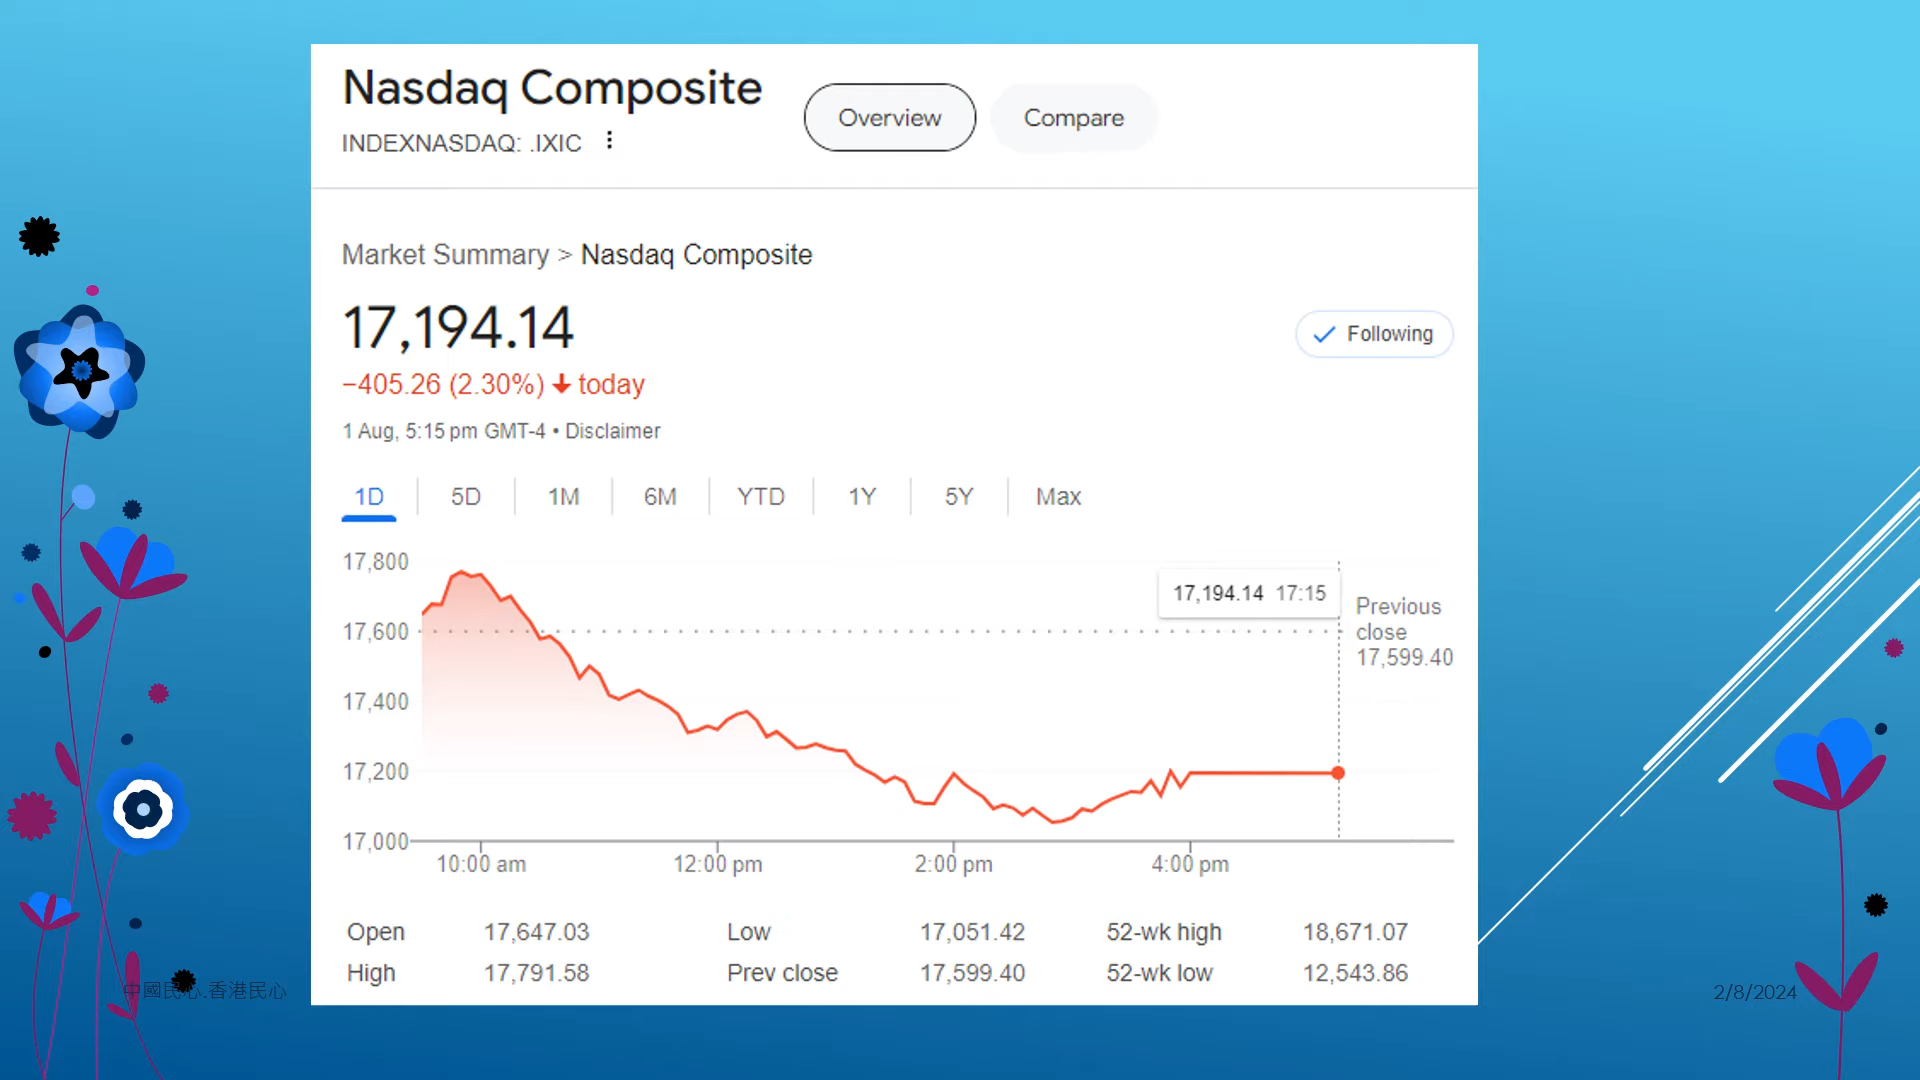 Nasdaq Composite
INDEXNASDAQ: .IXIC
Overview
Compare
Market Summary > Nasdaq Composite
17,194.14
−405.26 (2.30%) ↓ today
Following
1 Aug, 5:15 pm GMT-4 • Disclaimer
1D 5D 1M 6M YTD 1Y 5Y Max
17,800
17,600
17,400
17,200
17,000
17,194.14 17:15
Previous
close
17,599.40
10:00 am 12:00 pm 2:00 pm 4:00 pm
Open 17,647.03 Low 17,051.42 52-wk high 18,671.07
High 17,791.58 Prev close 17,599.40 52-wk low 12,543.86
中國民心.香港民心
2/8/2024